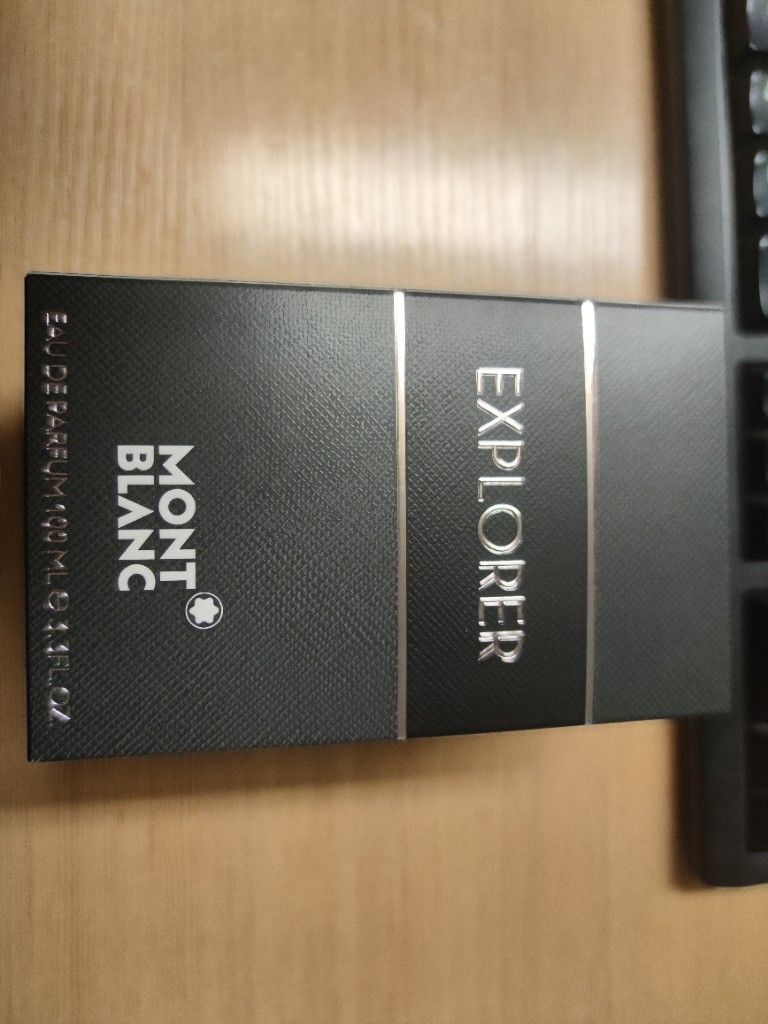 EXPLORER
MONT
BLANC
EAU DE PARFUM 100 ML ℮ 3.3 FL. OZ.